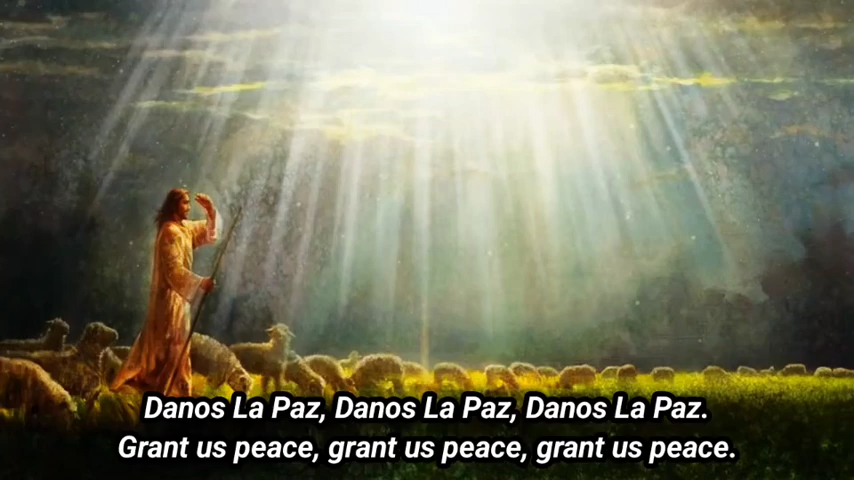 Danos La Paz, Danos La Paz, Danos La Paz.
Grant us peace, grant us peace, grant us peace.